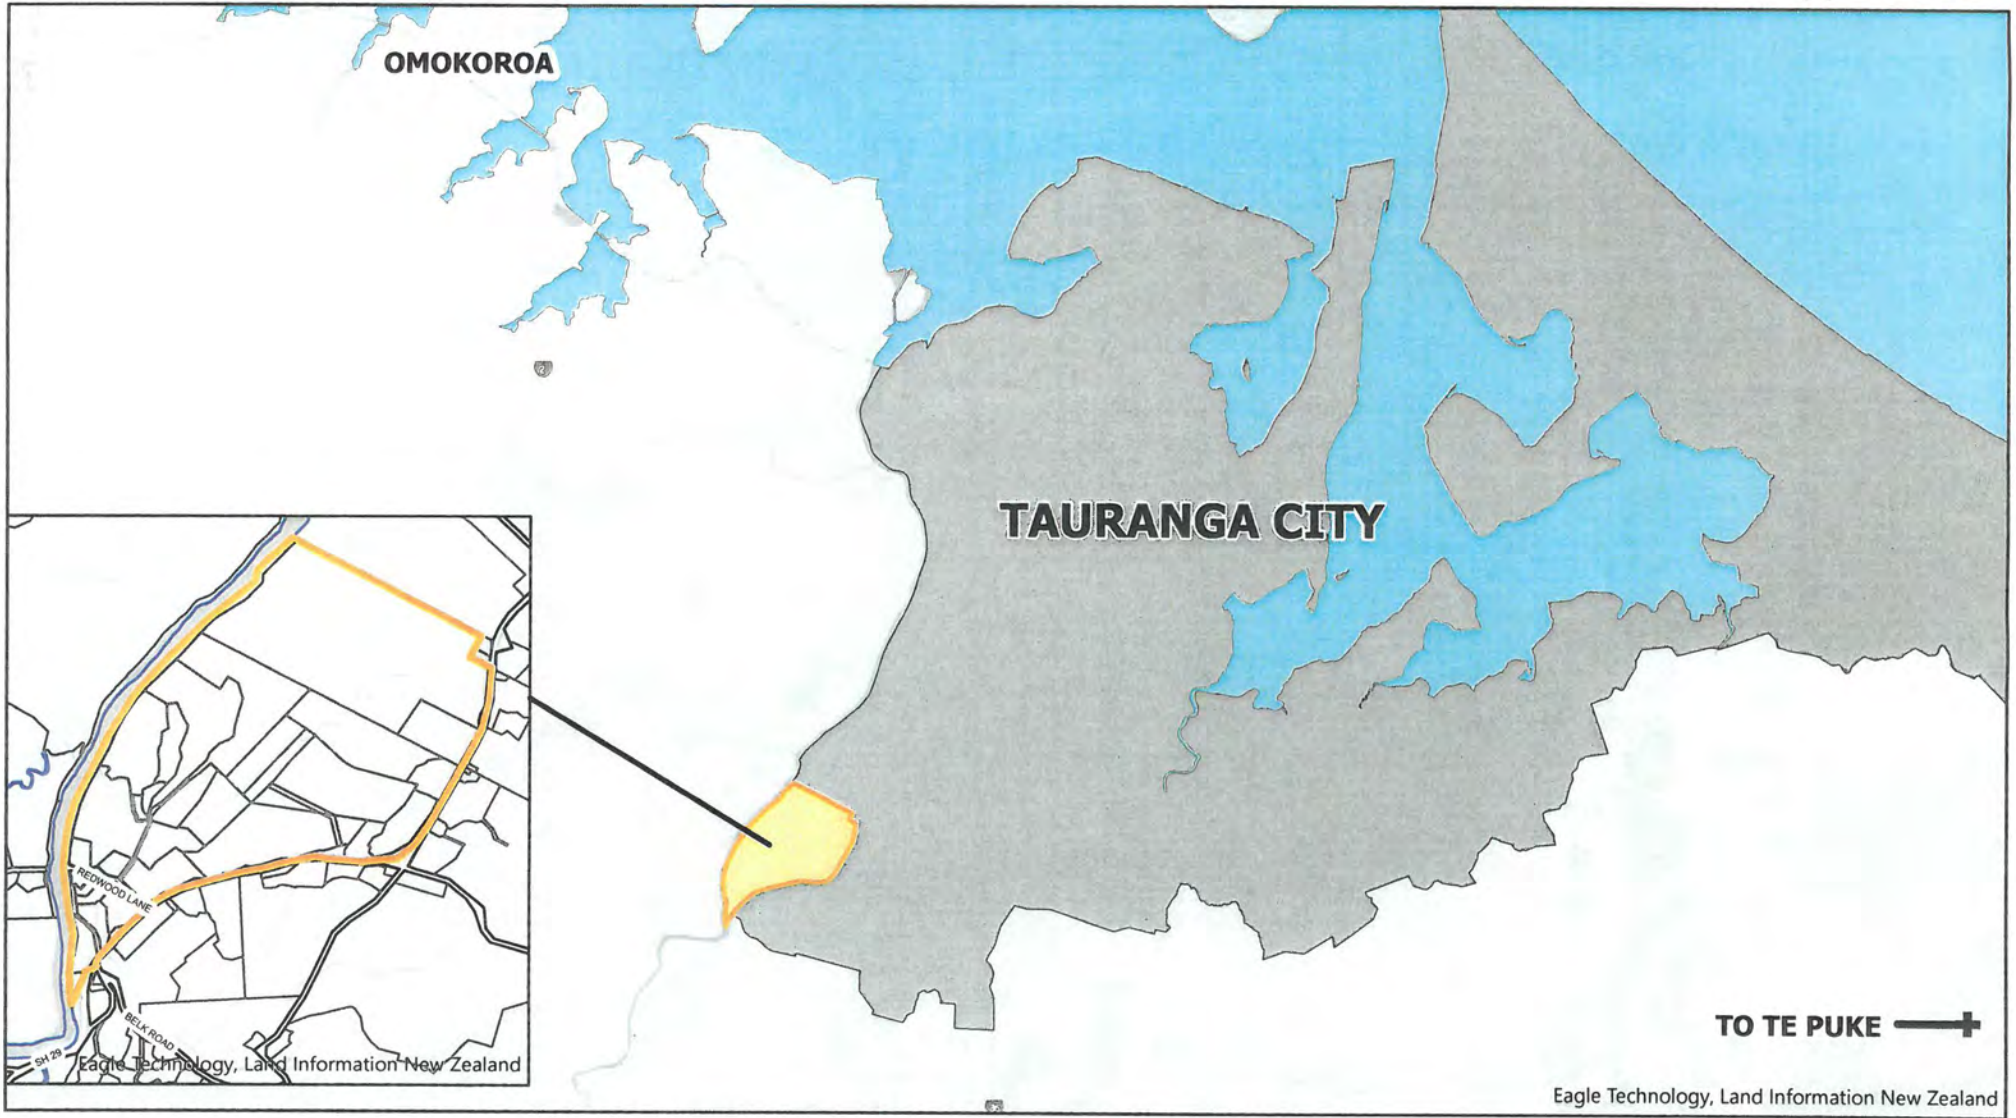 OMOKOROA
2
TAURANGA CITY
REDWOOD LANE
BELK ROAD
SH 29
Eagle Technology, Land Information New Zealand
TO TE PUKE
Eagle Technology, Land Information New Zealand